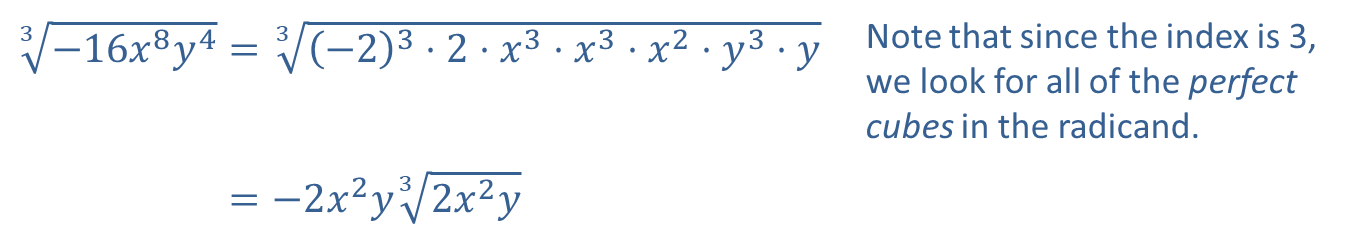 ∛(−16x⁸y⁴) = ∛((−2)³ · 2 · x³ · x³ · x² · y³ · y)
Note that since the index is 3,
we look for all of the perfect
cubes in the radicand.
= −2x²y∛(2x²y)